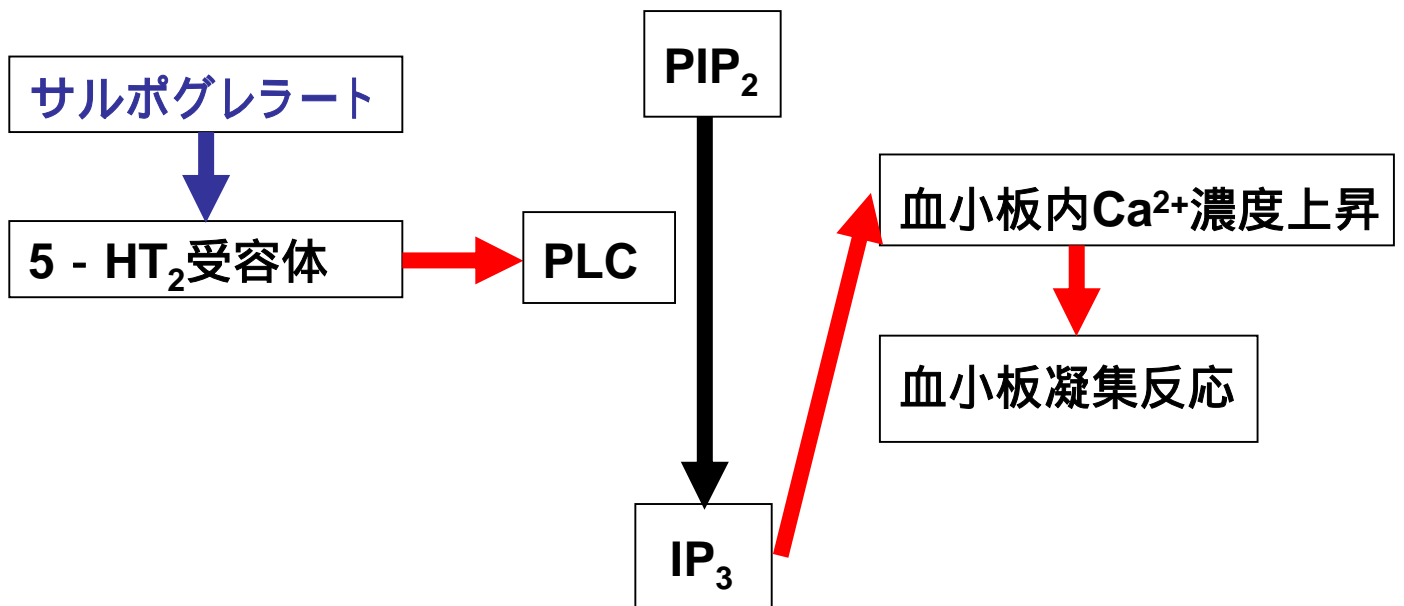 サルポグレラート
5‐HT₂受容体
PLC
PIP₂
IP₃
血小板内Ca²⁺濃度上昇
血小板凝集反応